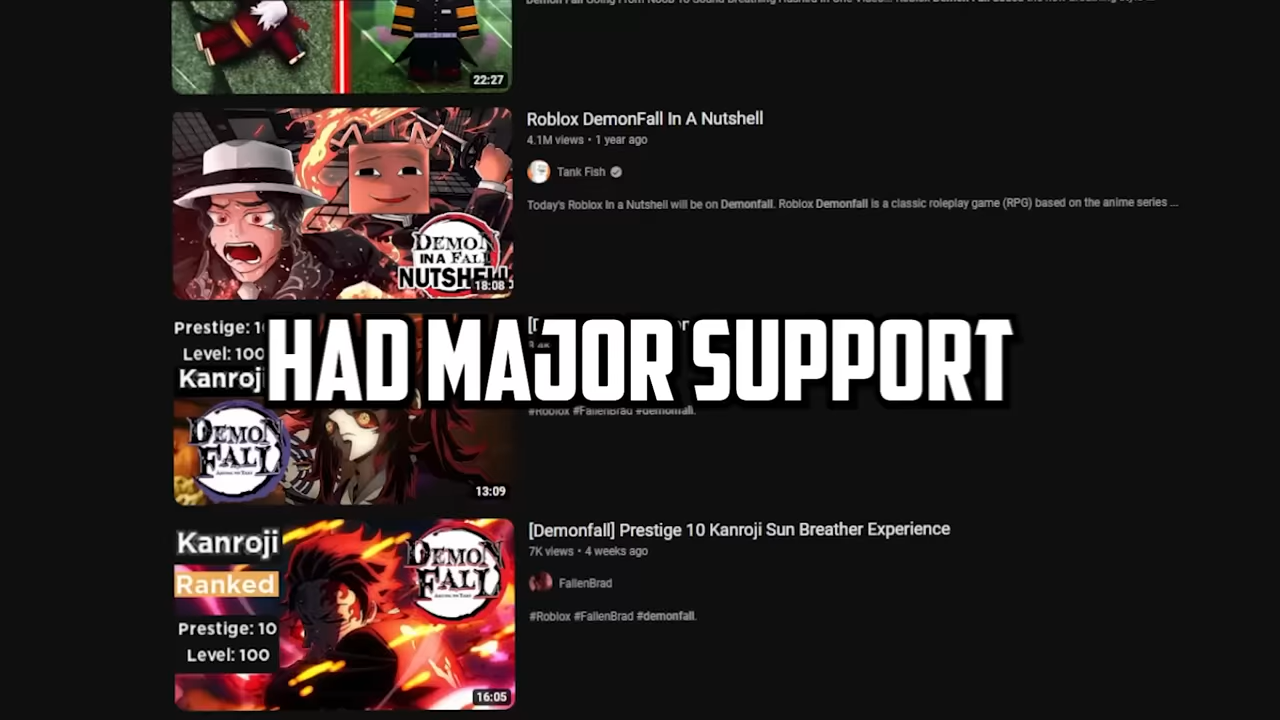 22:27
Roblox DemonFall In A Nutshell
4.1M views • 1 year ago
Tank Fish
Today's Roblox In a Nutshell will be on Demonfall. Roblox Demonfall is a classic roleplay game (RPG) based on the anime series ...
DEMON
IN A FALL
NUTSHELL
18:08
Prestige: 10
Level: 100
Kanroji
HAD MAJOR SUPPORT
#Roblox #FallenBrad #demonfall.
DEMON
FALL
13:09
[Demonfall] Prestige 10 Kanroji Sun Breather Experience
7K views • 4 weeks ago
FallenBrad
#Roblox #FallenBrad #demonfall.
Kanroji
Ranked
Prestige: 10
Level: 100
DEMON
FALL
16:05